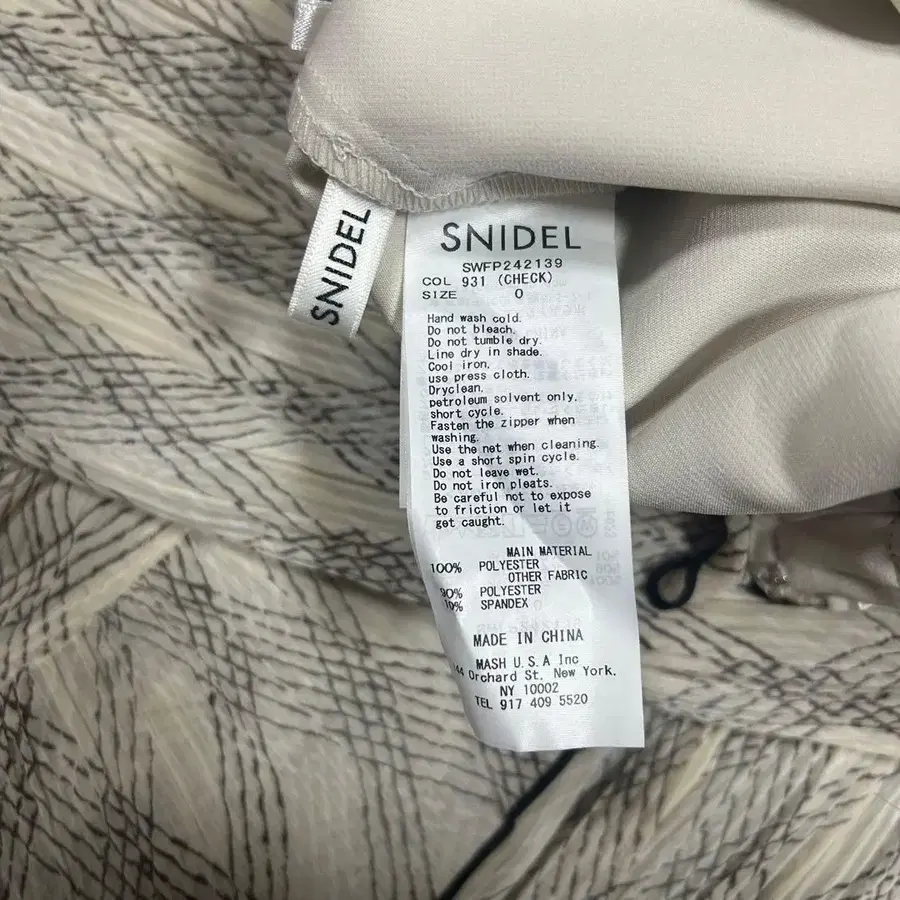 SNIDEL
SNIDEL
SWFP242139
COL 931 (CHECK)
SIZE 0
Hand wash cold.
Do not bleach.
Do not tumble dry.
Line dry in shade.
Cool iron.
use press cloth.
Dryclean.
petroleum solvent only.
short cycle.
Fasten the zipper when
washing.
Use the net when cleaning.
Use a short spin cycle.
Do not leave wet.
Do not iron pleats.
Be careful not to expose
to friction or let it
get caught.
MAIN MATERIAL
100% POLYESTER
OTHER FABRIC
90% POLYESTER
10% SPANDEX
MADE IN CHINA
MASH U.S.A Inc
Orchard St. New York.
NY 10002
TEL 917 409 5520